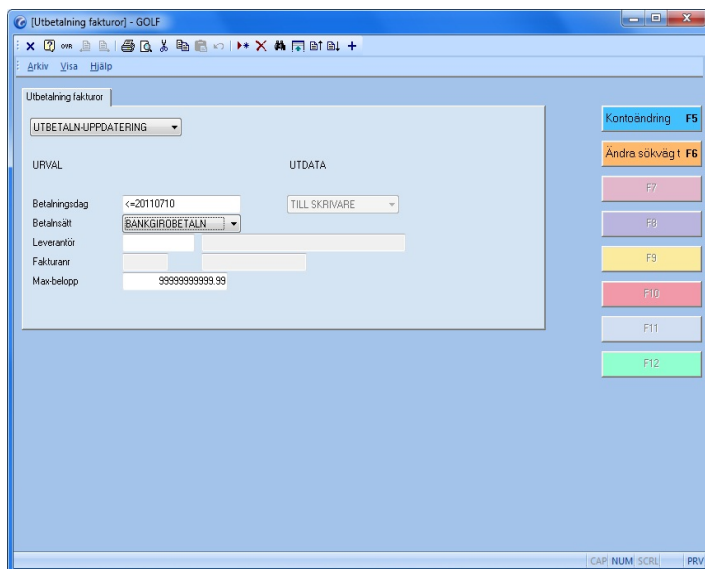 [Utbetalning fakturor] - GOLF
OVR
Arkiv Visa Hjälp
Utbetalning fakturor
UTBETALN-UPPDATERING
URVAL UTDATA
Betalningsdag <=20110710 TILL SKRIVARE
Betalnsätt BANKGIROBETALN
Leverantör
Fakturanr
Max-belopp 99999999999.99
Kontoändring F5
Ändra sökväg t F6
F7
F8
F9
F10
F11
F12
CAP NUM SCRL PRV